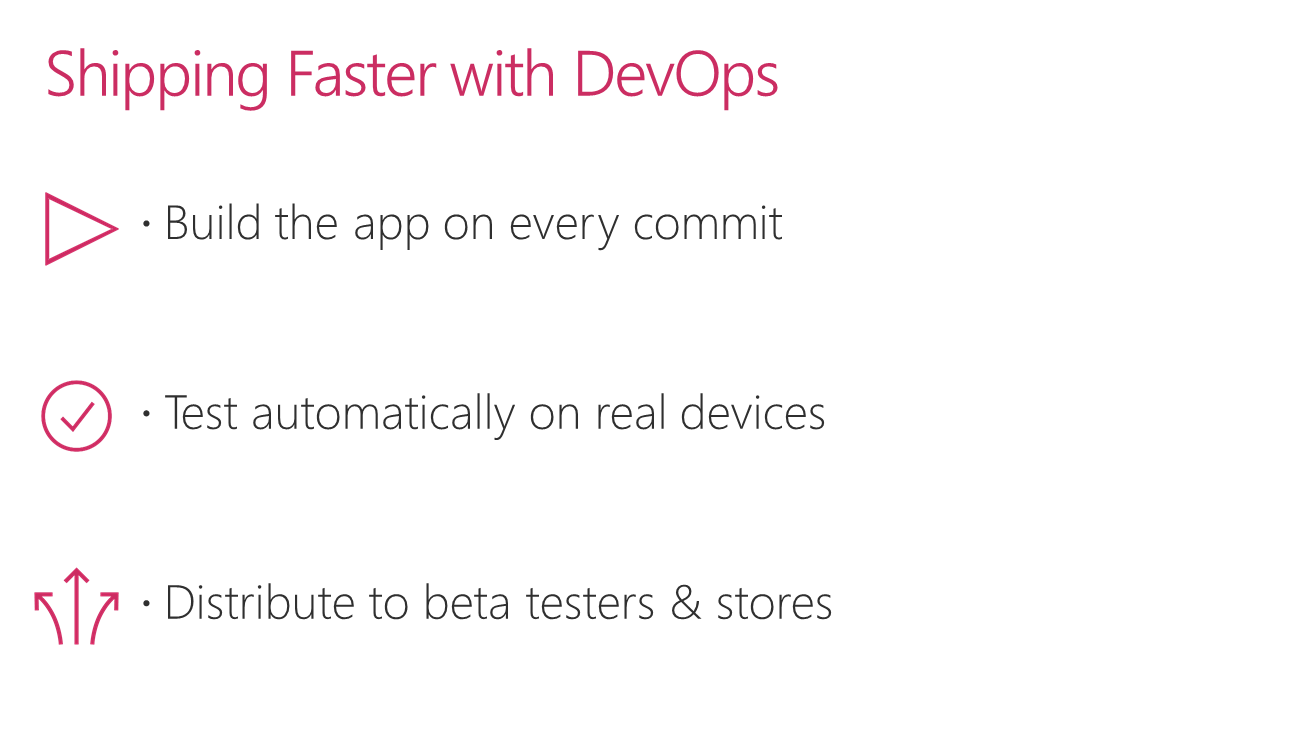 Shipping Faster with DevOps
· Build the app on every commit
· Test automatically on real devices
· Distribute to beta testers & stores